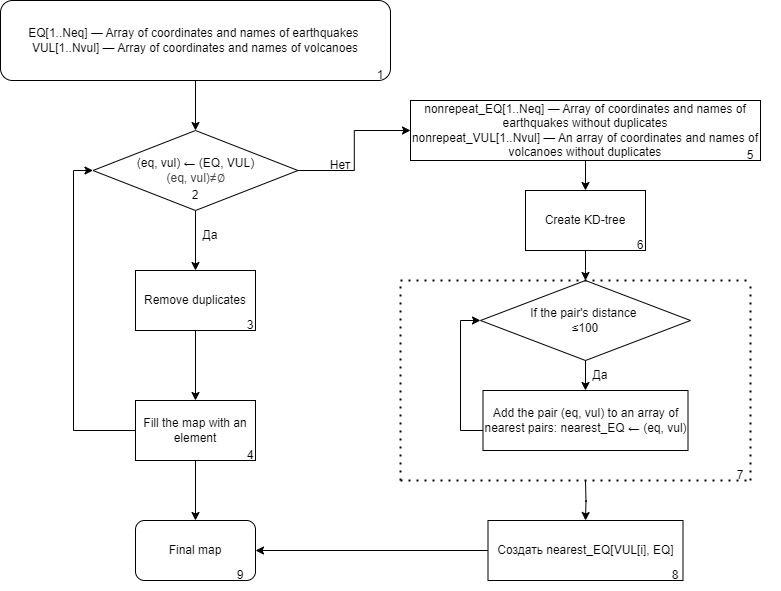 EQ[1..Neq] — Array of coordinates and names of earthquakes
VUL[1..Nvul] — Array of coordinates and names of volcanoes
1
(eq, vul) ← (EQ, VUL)
(eq, vul)≠∅
2
Нет
Да
Remove duplicates
3
Fill the map with an
element
4
nonrepeat_EQ[1..Neq] — Array of coordinates and names of
earthquakes without duplicates
nonrepeat_VUL[1..Nvul] — An array of coordinates and names of
volcanoes without duplicates
5
Create KD-tree
6
If the pair's distance
≤100
Да
Add the pair (eq, vul) to an array of
nearest pairs: nearest_EQ ← (eq, vul)
7
Создать nearest_EQ[VUL[i], EQ]
8
Final map
9